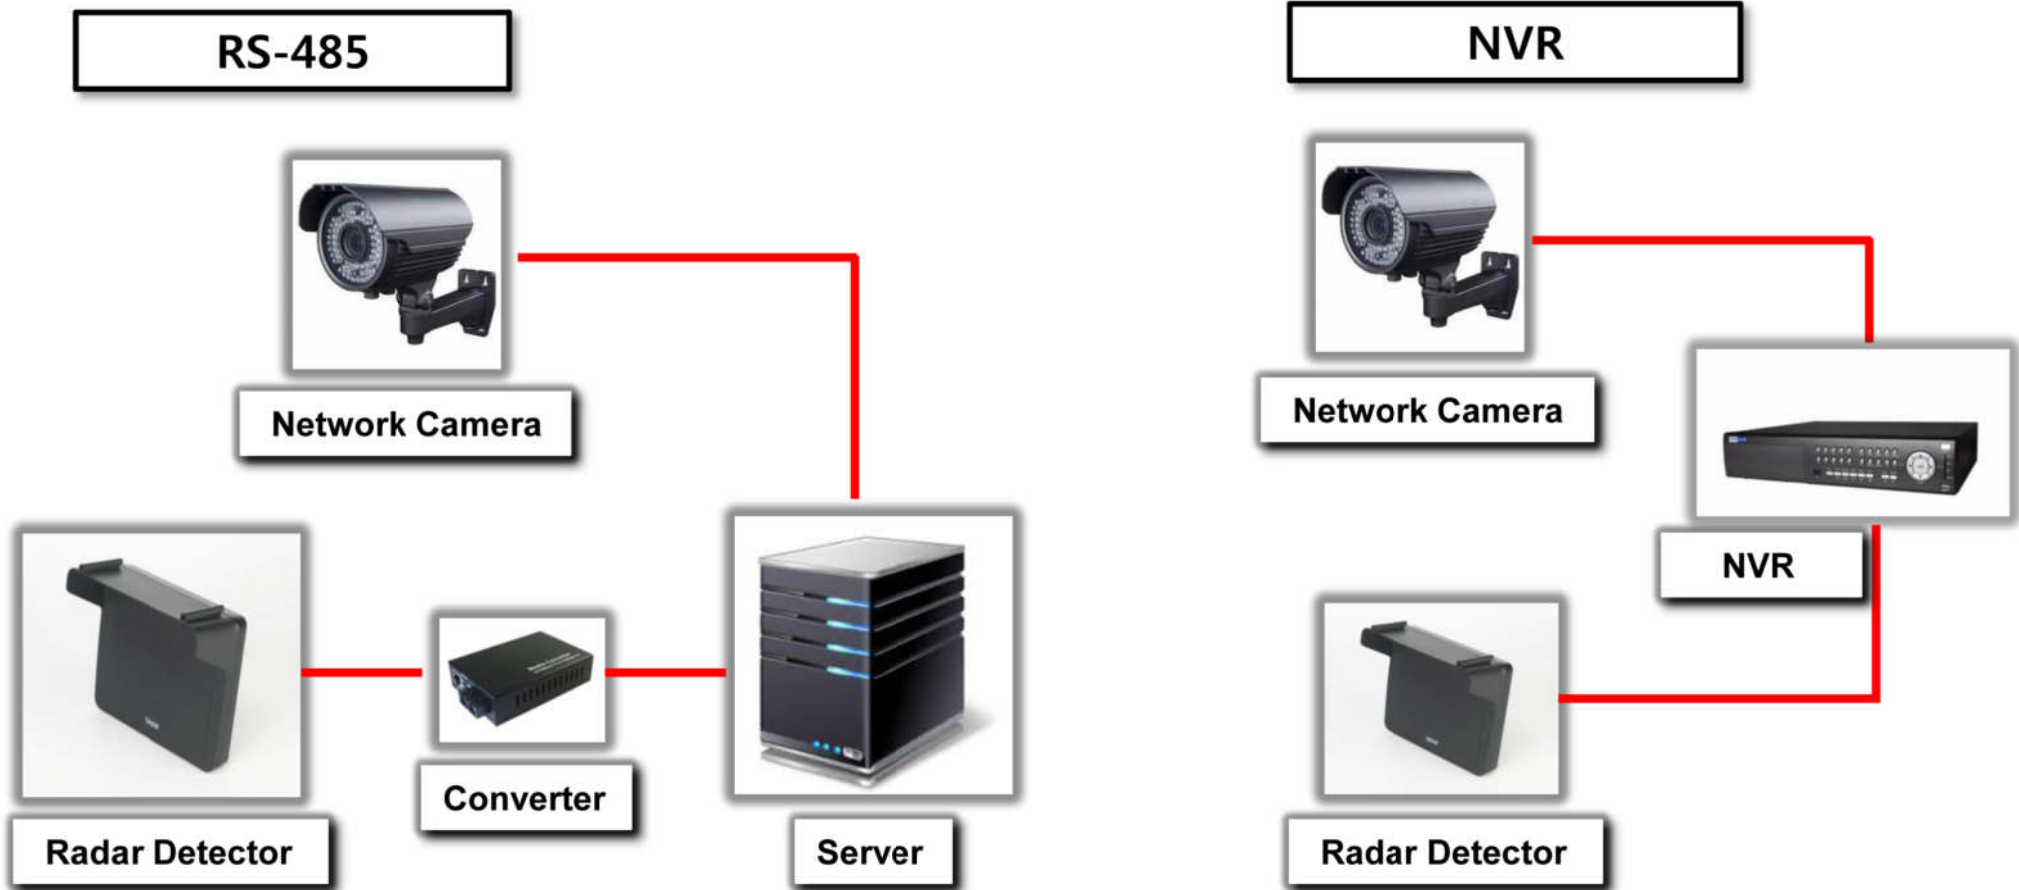 RS-485
Network Camera
Radar Detector
Converter
Server
NVR
Network Camera
NVR
Radar Detector